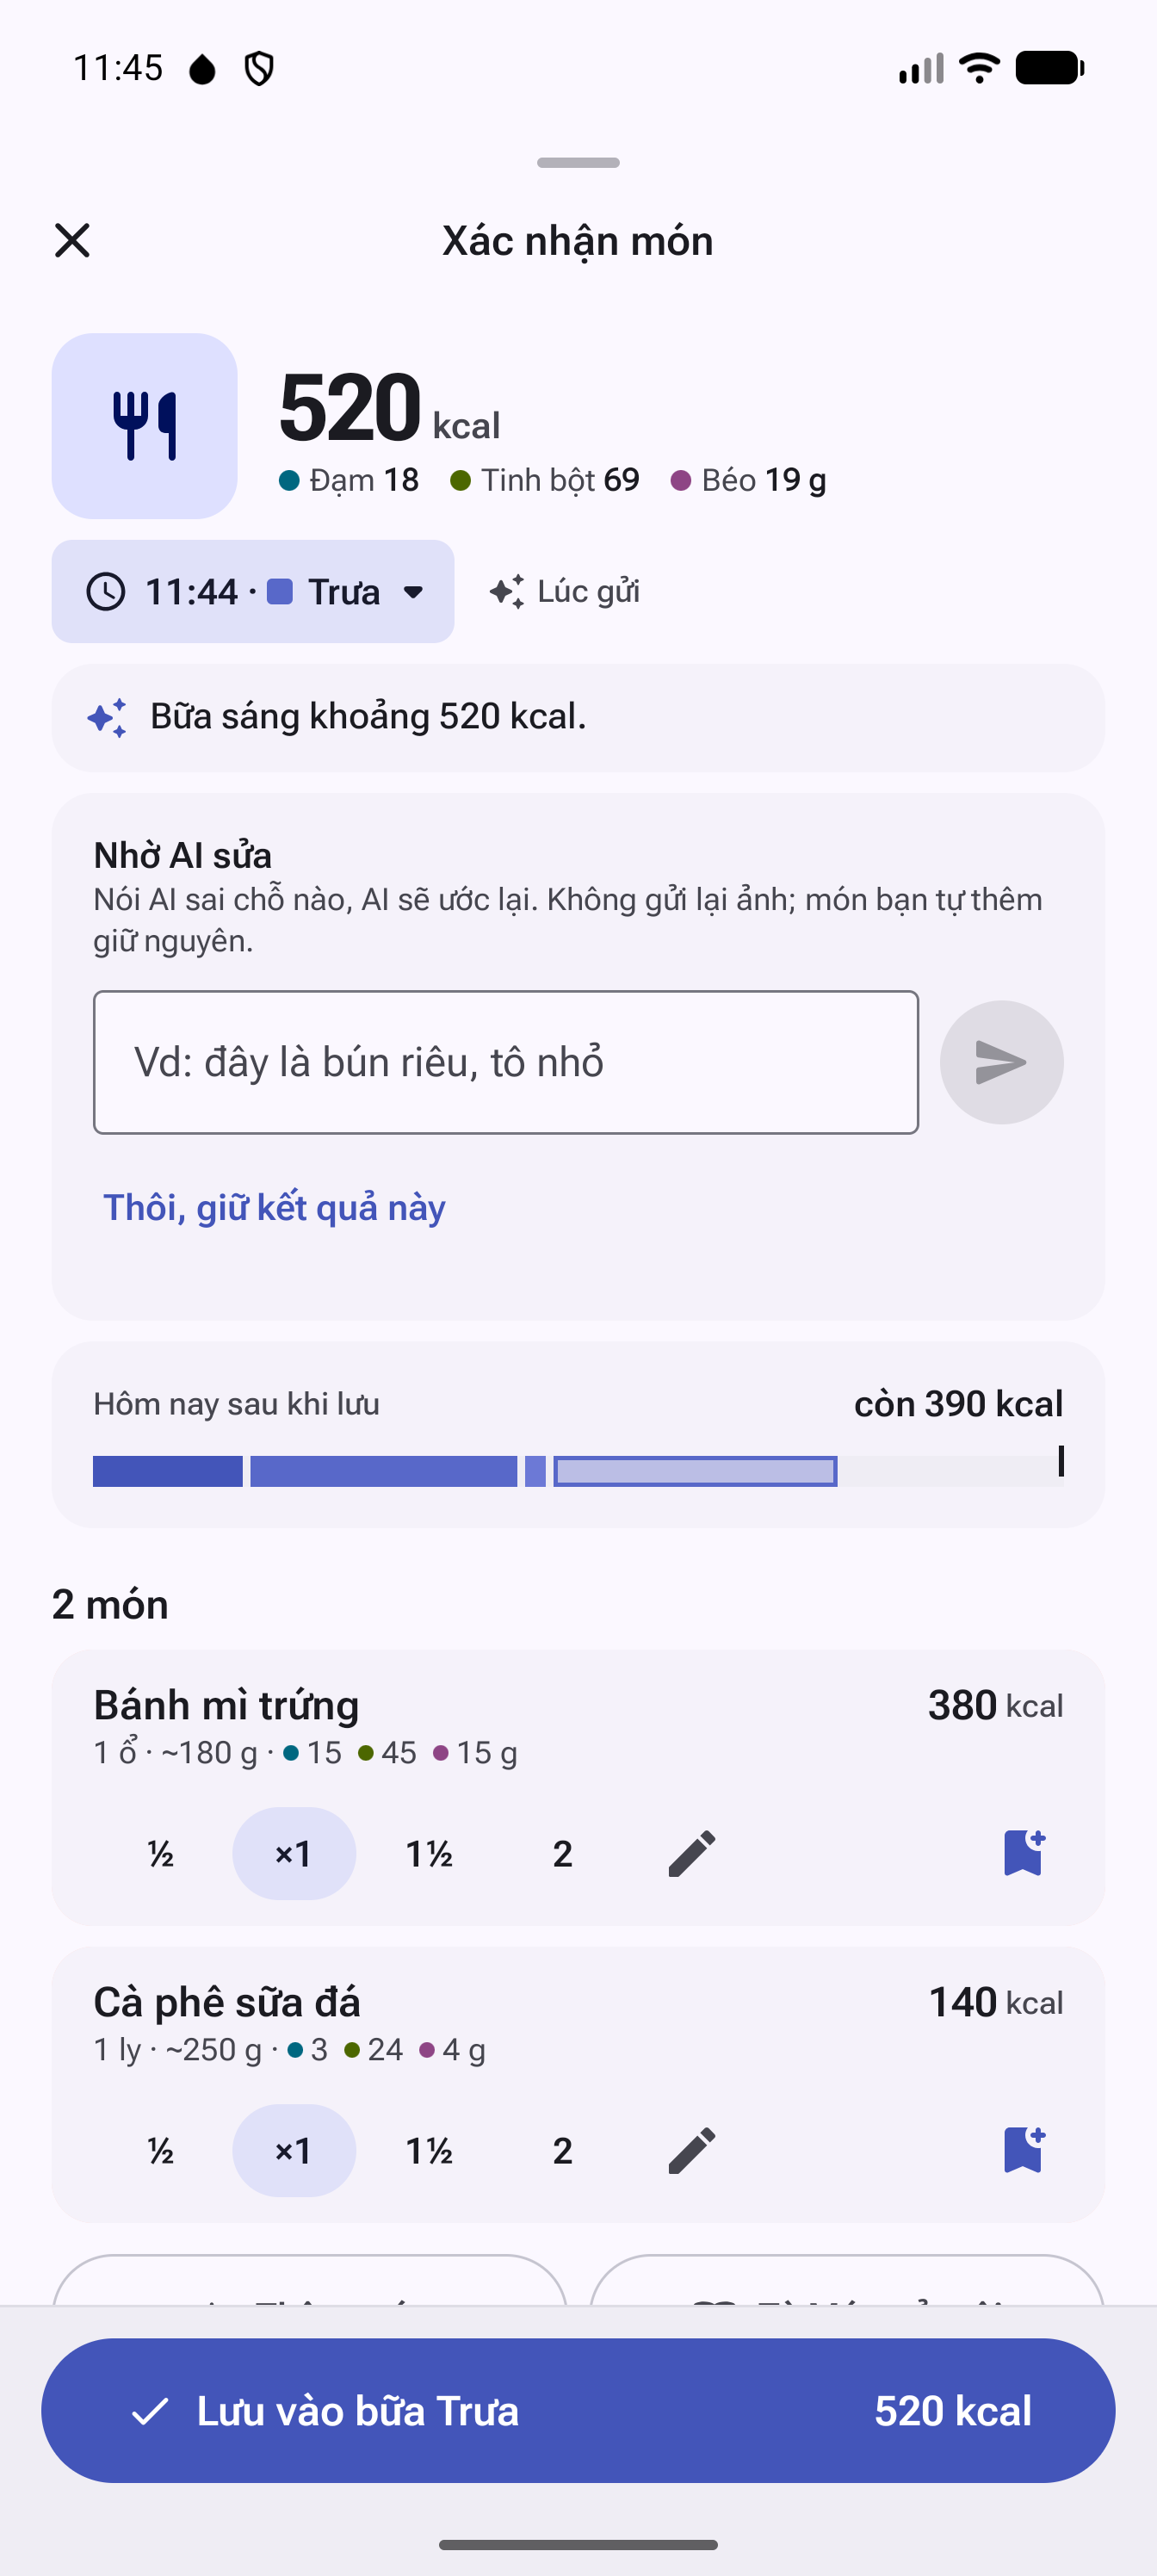 11:45
Xác nhận món
520 kcal
Đạm 18 Tinh bột 69 Béo 19 g
11:44 · Trưa Lúc gửi
Bữa sáng khoảng 520 kcal.
Nhờ AI sửa
Nói AI sai chỗ nào, AI sẽ ước lại. Không gửi lại ảnh; món bạn tự thêm
giữ nguyên.
Vd: đây là bún riêu, tô nhỏ
Thôi, giữ kết quả này
Hôm nay sau khi lưu còn 390 kcal
2 món
Bánh mì trứng 380 kcal
1 ổ · ~180 g · 15 45 15 g
½ ×1 1½ 2
Cà phê sữa đá 140 kcal
1 ly · ~250 g · 3 24 4 g
½ ×1 1½ 2
Lưu vào bữa Trưa 520 kcal